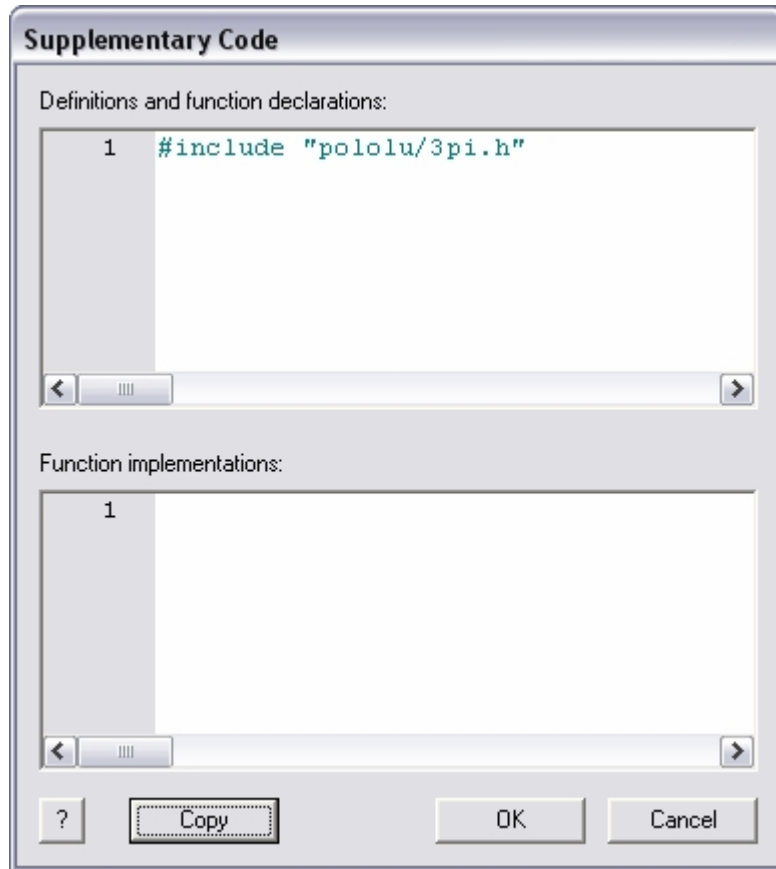 Supplementary Code
Definitions and function declarations:
1 #include "pololu/3pi.h"
Function implementations:
1
? Copy OK Cancel